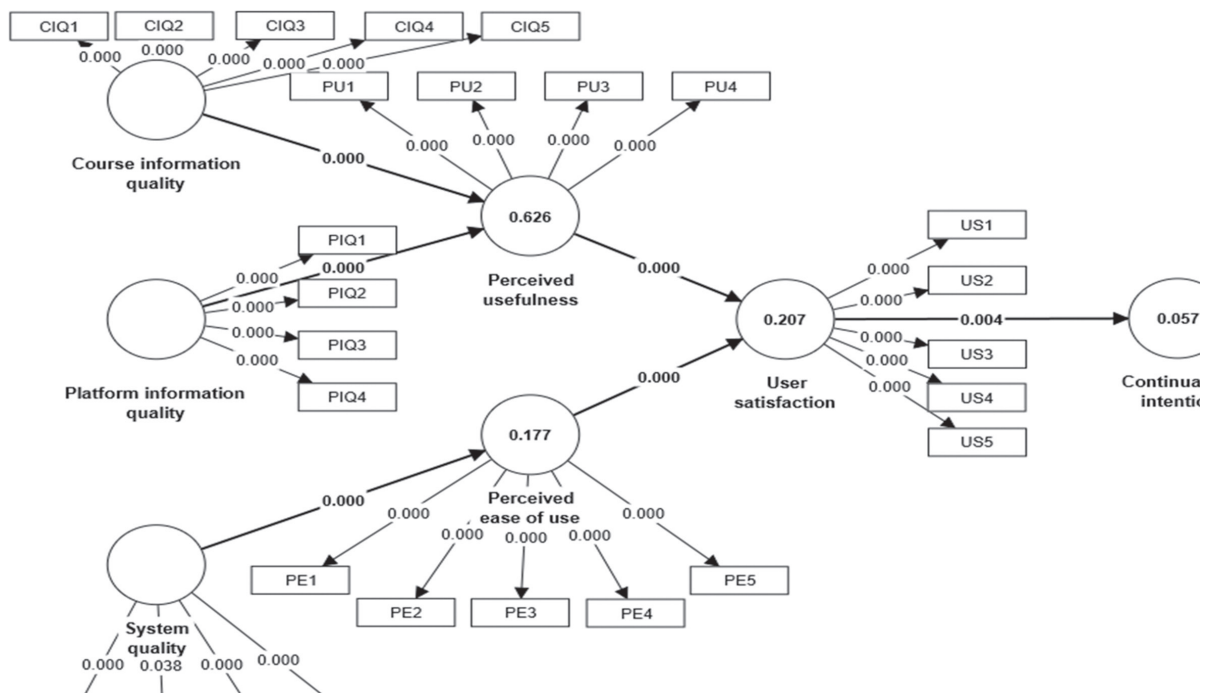 CIQ1
CIQ2
CIQ3
CIQ4
CIQ5
0.000
0.000
0.000
0.000
0.000
PU1
PU2
PU3
PU4
0.000
0.000
0.000
0.000
Course information
quality
0.000
0.626
Perceived
usefulness
PIQ1
PIQ2
PIQ3
PIQ4
0.000
0.000
0.000
0.000
0.000
Platform information
quality
0.000
0.207
User
satisfaction
0.000
US1
US2
US3
US4
US5
0.000
0.000
0.000
0.000
0.000
0.004
0.057
0.177
Perceived
ease of use
0.000
0.000
0.000
0.000
0.000
0.000
PE1
PE2
PE3
PE4
PE5
System
quality
0.000
0.038
0.000
0.000